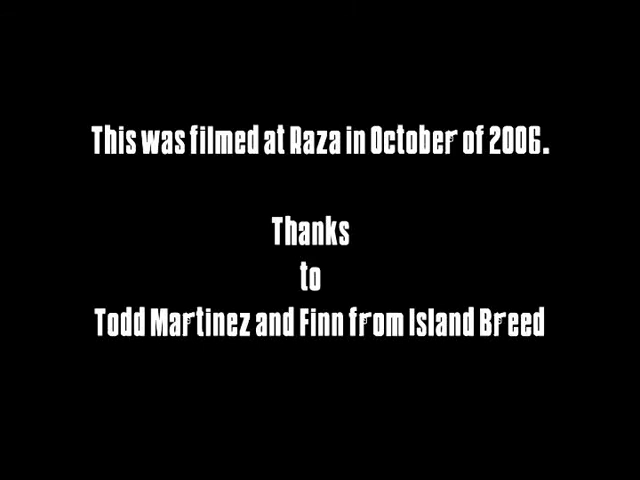 This was filmed at Raza in October of 2006.
Thanks
to
Todd Martinez and Finn from Island Breed